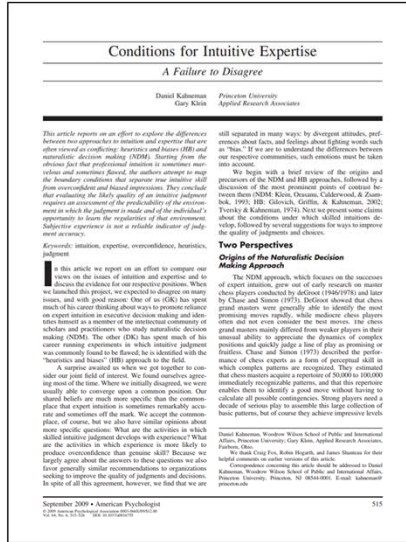 Conditions for Intuitive Expertise
A Failure to Disagree
Daniel Kahneman Princeton University
Gary Klein Applied Research Associates
This article reports on an effort to explore the differences
between two approaches to intuition and expertise that are
often viewed as conflicting: heuristics and biases (HB) and
naturalistic decision making (NDM). Starting from the
obvious fact that professional intuition is sometimes mar-
velous and sometimes flawed, the authors attempt to map
the boundary conditions that separate true intuitive skill
from overconfident and biased impressions. They conclude
that evaluating the likely quality of an intuitive judgment
requires an assessment of the predictability of the environ-
ment in which the judgment is made and of the individual's
opportunity to learn the regularities of that environment.
Subjective experience is not a reliable indicator of judg-
ment accuracy.
Keywords: intuition, expertise, overconfidence, heuristics,
judgment
In this article we report on an effort to compare our
views on the issues of intuition and expertise and to
discuss the evidence for our respective positions. When
we launched this project, we expected to disagree on many
issues, and with good reason: One of us (GK) has spent
much of his career thinking about ways to promote reliance
on expert intuition in executive decision making and iden-
tifies himself as a member of the intellectual community of
scholars and practitioners who study naturalistic decision
making (NDM). The other (DK) has spent much of his
career running experiments in which intuitive judgment
was commonly found to be flawed; he is identified with the
"heuristics and biases" (HB) approach to the field.
A surprise awaited us when we got together to con-
sider our joint field of interest. We found ourselves agree-
ing most of the time. Where we initially disagreed, we were
usually able to converge upon a common position. Our
shared beliefs are much more specific than the common-
place that expert intuition is sometimes remarkably accu-
rate and sometimes off the mark. We accept the common-
place, of course, but we also have similar opinions about
more specific questions: What are the activities in which
skilled intuitive judgment develops with experience? What
are the activities in which experience is more likely to
produce overconfidence than genuine skill? Because we
largely agree about the answers to these questions we also
favor generally similar recommendations to organizations
seeking to improve the quality of judgments and decisions.
In spite of all this agreement, however, we find that we are
still separated in many ways: by divergent attitudes, pref-
erences about facts, and feelings about fighting words such
as "bias." If we are to understand the differences between
our respective communities, such emotions must be taken
into account.
We begin with a brief review of the origins and
precursors of the NDM and HB approaches, followed by a
discussion of the most prominent points of contrast be-
tween them (NDM: Klein, Orasanu, Calderwood, & Zsam-
bok, 1993; HB: Gilovich, Griffin, & Kahneman, 2002;
Tversky & Kahneman, 1974). Next we present some claims
about the conditions under which skilled intuitions de-
velop, followed by several suggestions for ways to improve
the quality of judgments and choices.
Two Perspectives
Origins of the Naturalistic Decision
Making Approach
The NDM approach, which focuses on the successes
of expert intuition, grew out of early research on master
chess players conducted by deGroot (1946/1978) and later
by Chase and Simon (1973). DeGroot showed that chess
grand masters were generally able to identify the most
promising moves rapidly, while mediocre chess players
often did not even consider the best moves. The chess
grand masters mainly differed from weaker players in their
unusual ability to appreciate the dynamics of complex
positions and quickly judge a line of play as promising or
fruitless. Chase and Simon (1973) described the perfor-
mance of chess experts as a form of perceptual skill in
which complex patterns are recognized. They estimated
that chess masters acquire a repertoire of 50,000 to 100,000
immediately recognizable patterns, and that this repertoire
enables them to identify a good move without having to
calculate all possible contingencies. Strong players need a
decade of serious play to assemble this large collection of
basic patterns, but of course they achieve impressive levels
Daniel Kahneman, Woodrow Wilson School of Public and International
Affairs, Princeton University; Gary Klein, Applied Research Associates,
Fairborn, Ohio.
We thank Craig Fox, Robin Hogarth, and James Shanteau for their
helpful comments on earlier versions of this article.
Correspondence concerning this article should be addressed to Daniel
Kahneman, Woodrow Wilson School of Public and International Affairs,
Princeton University, Princeton, NJ 08544-0001. E-mail: kahneman@
princeton.edu
September 2009 • American Psychologist 515